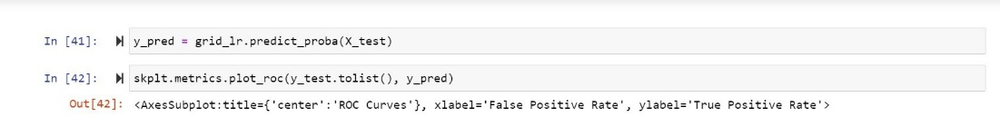 In [41]: y_pred = grid_lr.predict_proba(X_test)
In [42]: skplt.metrics.plot_roc(y_test.tolist(), y_pred)
Out[42]: <AxesSubplot:title={'center':'ROC Curves'}, xlabel='False Positive Rate', ylabel='True Positive Rate'>